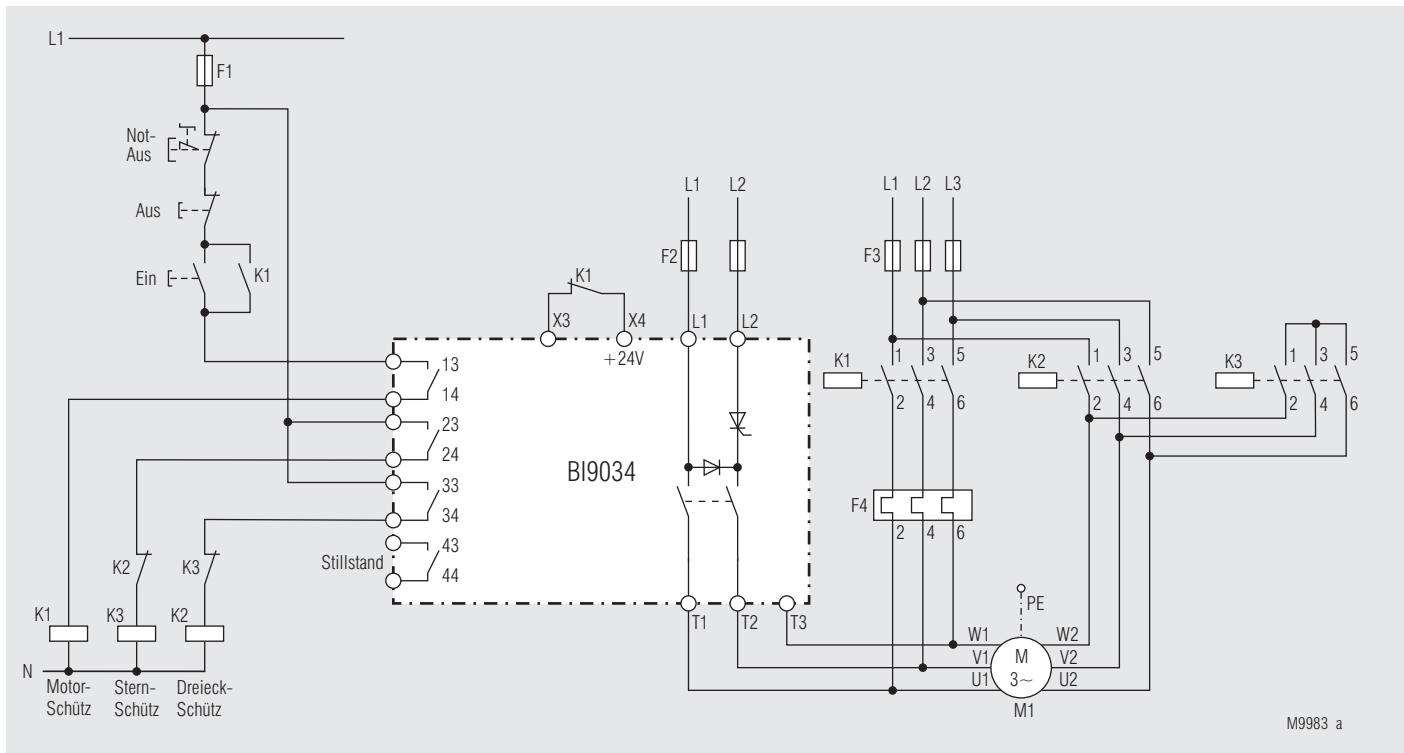 L1
F1
Not-
Aus
Aus
Ein
K1
L1 L2
F2
L1 L2 L3
F3
K1
X3 X4
+24V
L1 L2
13
14
23
24
33
34
43
44
Stillstand
BI9034
T1 T2 T3
K1
1 3 5
2 4 6
K2
1 3 5
2 4 6
K3
1 3 5
2 4 6
F4
2 4 6
K2 K3
K1 K3 K2
N
Motor-
Schütz
Stern-
Schütz
Dreieck-
Schütz
PE
W1 W2
V1 V2
U1 U2
M
3~
M1
M9983 a